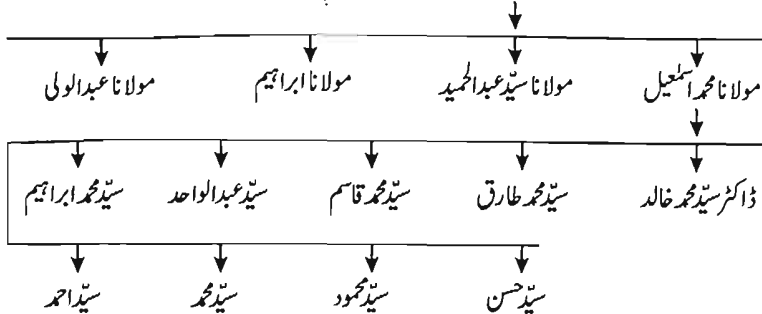 مولانا محمد اسمٰعیل مولانا سیّد عبدالحمید مولانا ابراہیم مولانا عبدالولی
ڈاکٹر سیّد محمد خالد سیّد محمد طارق سیّد محمد قاسم سیّد عبدالواحد سیّد محمد ابراہیم
سیّد حسن سیّد محمود سیّد محمد سیّد احمد